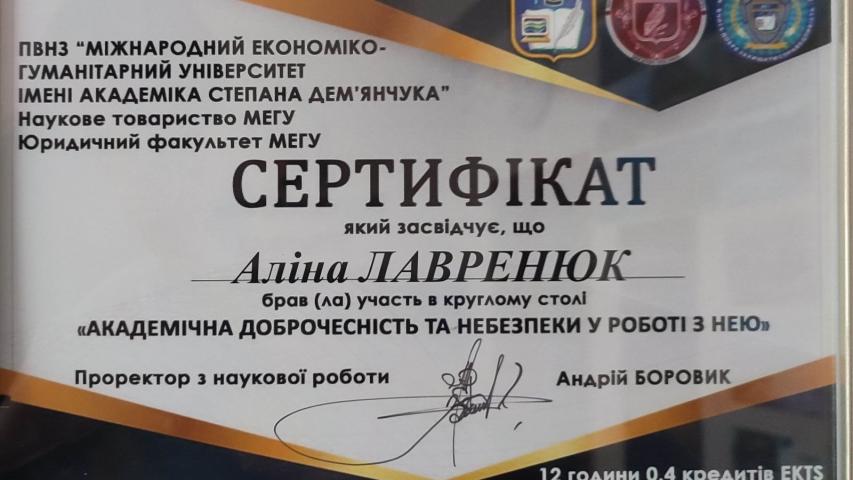 ПВНЗ “МІЖНАРОДНИЙ ЕКОНОМІКО-
ГУМАНІТАРНИЙ УНІВЕРСИТЕТ
ІМЕНІ АКАДЕМІКА СТЕПАНА ДЕМ'ЯНЧУКА”
Наукове товариство МЕГУ
Юридичний факультет МЕГУ
СЕРТИФІКАТ
який засвідчує, що
Аліна ЛАВРЕНЮК
брав (ла) участь в круглому столі
«АКАДЕМІЧНА ДОБРОЧЕСНІСТЬ ТА НЕБЕЗПЕКИ У РОБОТІ З НЕЮ»
Проректор з наукової роботи
Андрій БОРОВИК
12 години 0,4 кредитів EKTS